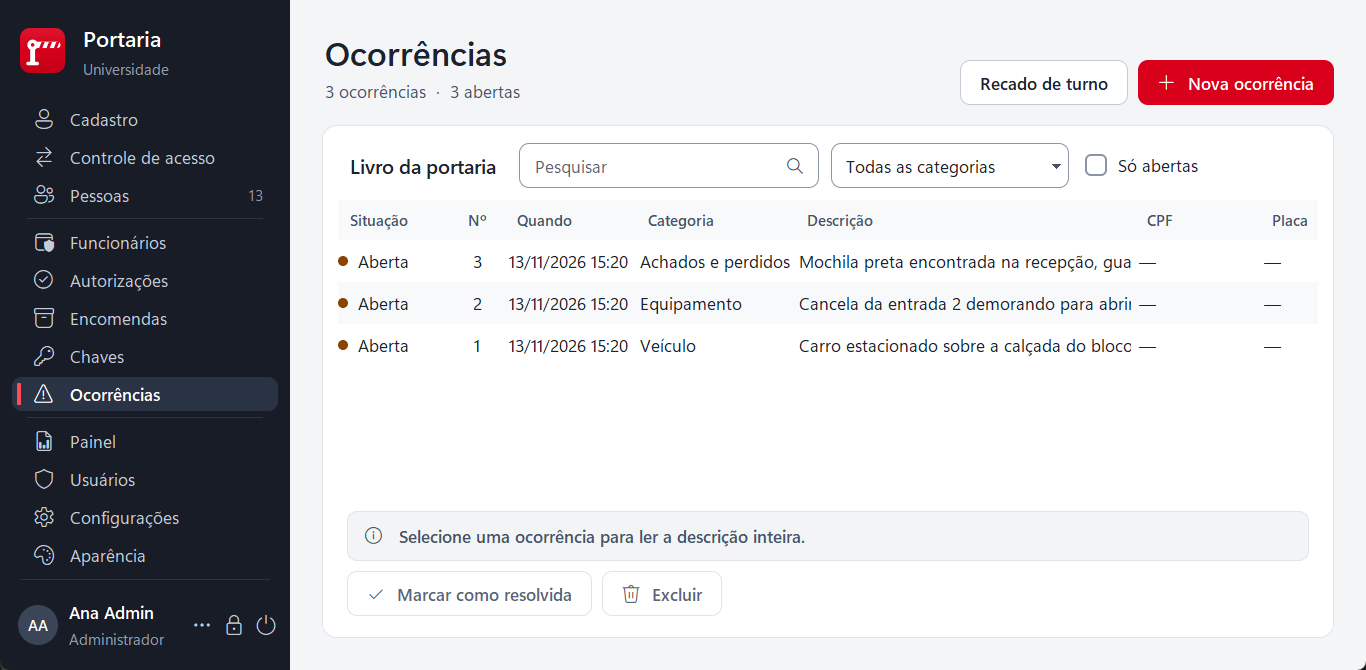 Portaria
Universidade
Cadastro
Controle de acesso
Pessoas 13
Funcionários
Autorizações
Encomendas
Chaves
Ocorrências
Painel
Usuários
Configurações
Aparência
AA
Ana Admin
Administrador
Ocorrências
3 ocorrências · 3 abertas
Recado de turno
Nova ocorrência
Livro da portaria
Pesquisar
Todas as categorias
Só abertas
Situação Nº Quando Categoria Descrição CPF Placa
Aberta 3 13/11/2026 15:20 Achados e perdidos Mochila preta encontrada na recepção, gua — —
Aberta 2 13/11/2026 15:20 Equipamento Cancela da entrada 2 demorando para abrir — —
Aberta 1 13/11/2026 15:20 Veículo Carro estacionado sobre a calçada do bloco — —
Selecione uma ocorrência para ler a descrição inteira.
Marcar como resolvida
Excluir